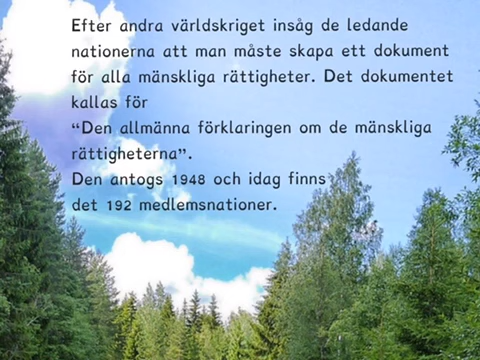 Efter andra världskriget insåg de ledande
nationerna att man måste skapa ett dokument
för alla mänskliga rättigheter. Det dokumentet
kallas för
“Den allmänna förklaringen om de mänskliga
rättigheterna”.
Den antogs 1948 och idag finns
det 192 medlemsnationer.